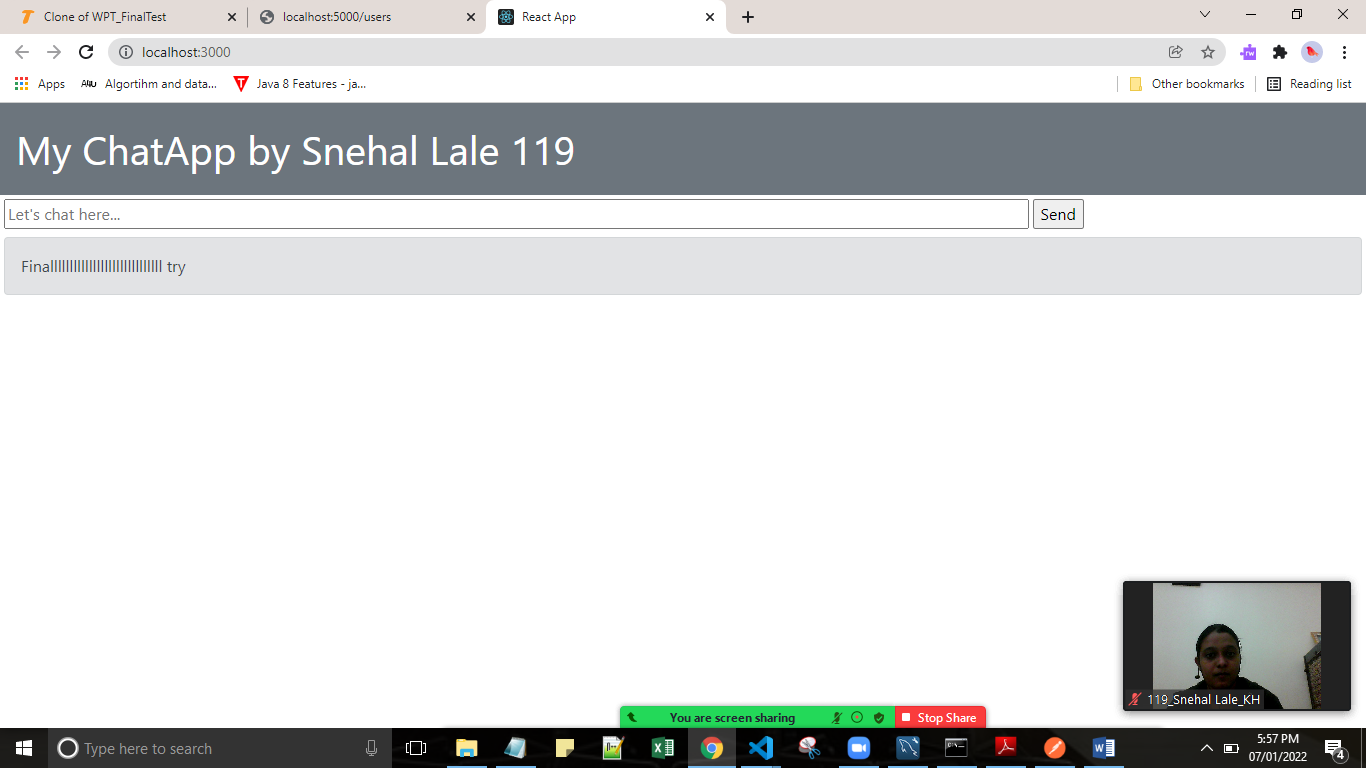 Clone of WPT_FinalTest
localhost:5000/users
React App
localhost:3000
Apps
Algortihm and data...
Java 8 Features - ja...
Other bookmarks
Reading list
My ChatApp by Snehal Lale 119
Let's chat here...
Send
Finalllllllllllllllllllllllllllll try
119_Snehal Lale_KH
You are screen sharing
Stop Share
Type here to search
5:57 PM
07/01/2022
4